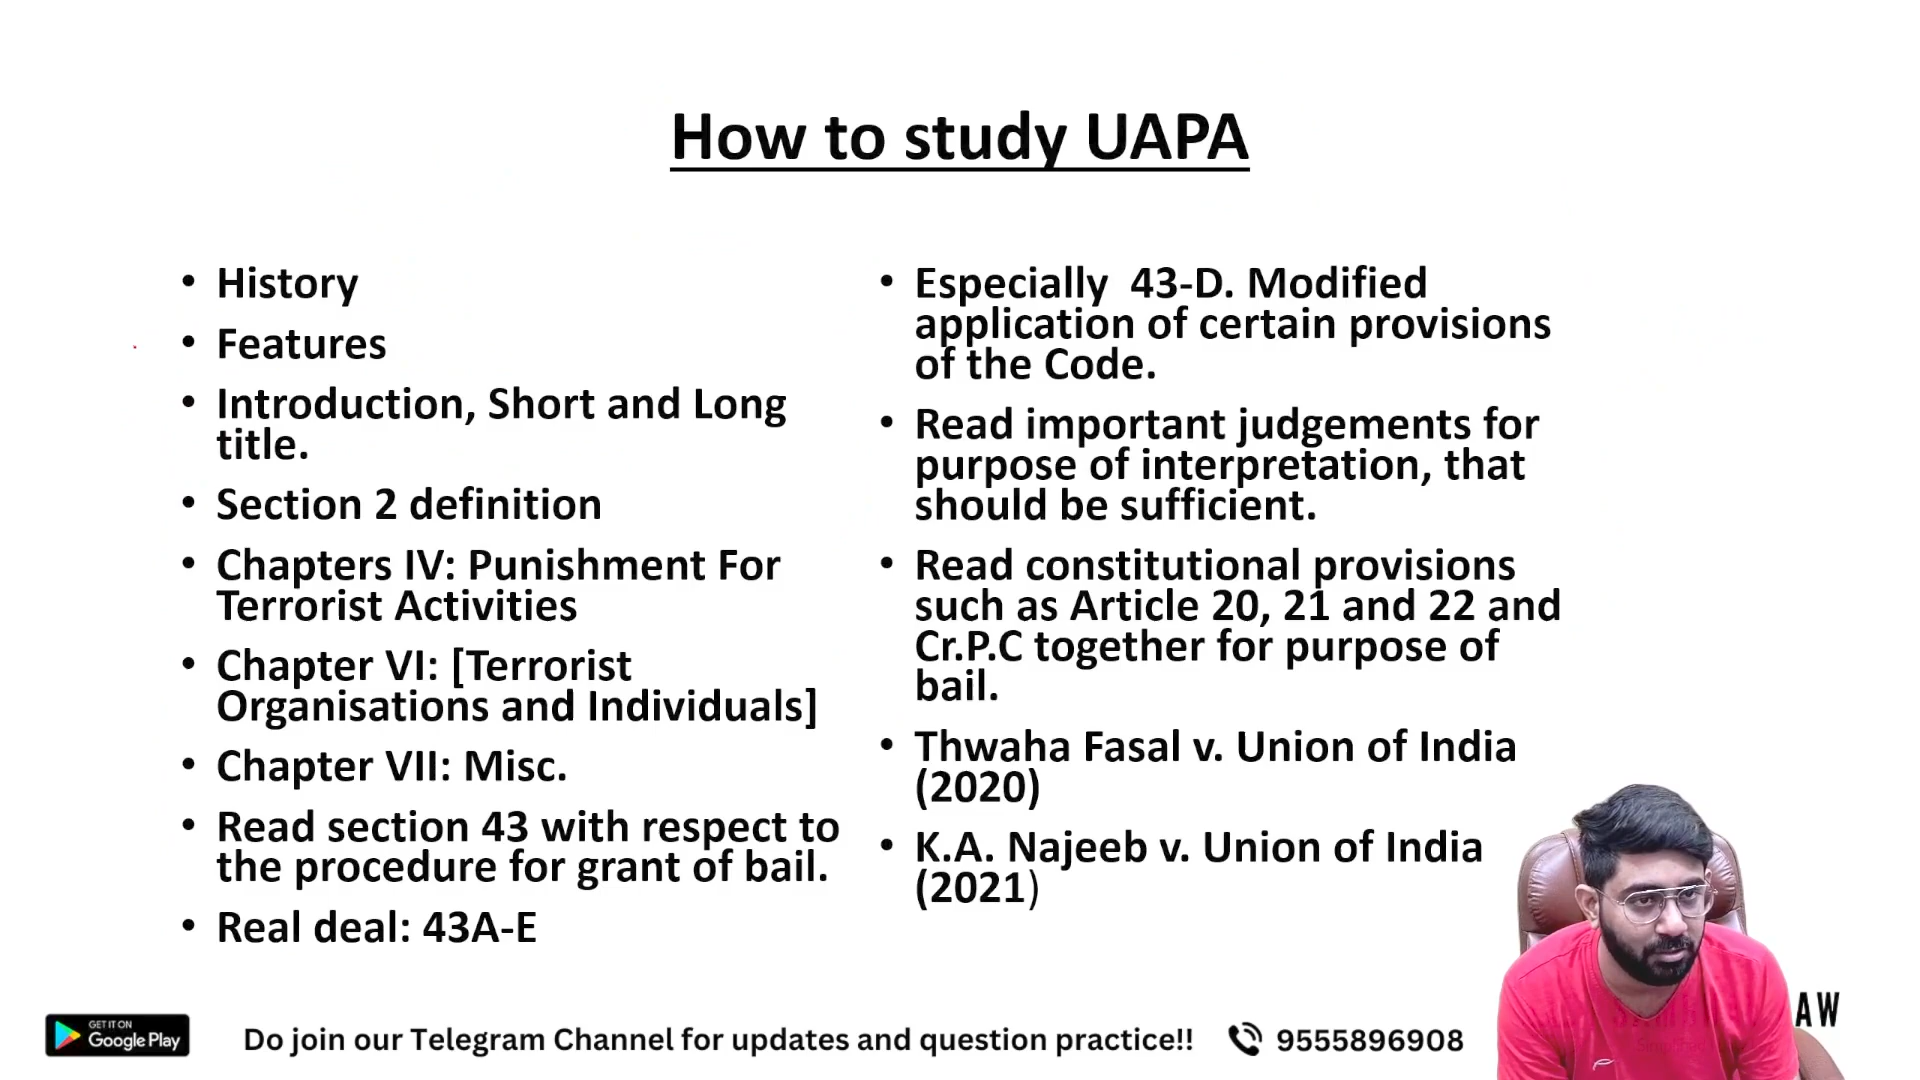 How to study UAPA
• History
• Features
• Introduction, Short and Long
title.
• Section 2 definition
• Chapters IV: Punishment For
Terrorist Activities
• Chapter VI: [Terrorist
Organisations and Individuals]
• Chapter VII: Misc.
• Read section 43 with respect to
the procedure for grant of bail.
• Real deal: 43A-E
• Especially 43-D. Modified
application of certain provisions
of the Code.
• Read important judgements for
purpose of interpretation, that
should be sufficient.
• Read constitutional provisions
such as Article 20, 21 and 22 and
Cr.P.C together for purpose of
bail.
• Thwaha Fasal v. Union of India
(2020)
• K.A. Najeeb v. Union of India
(2021)
GET IT ON
Google Play
Do join our Telegram Channel for updates and question practice!!
9555896908
AW